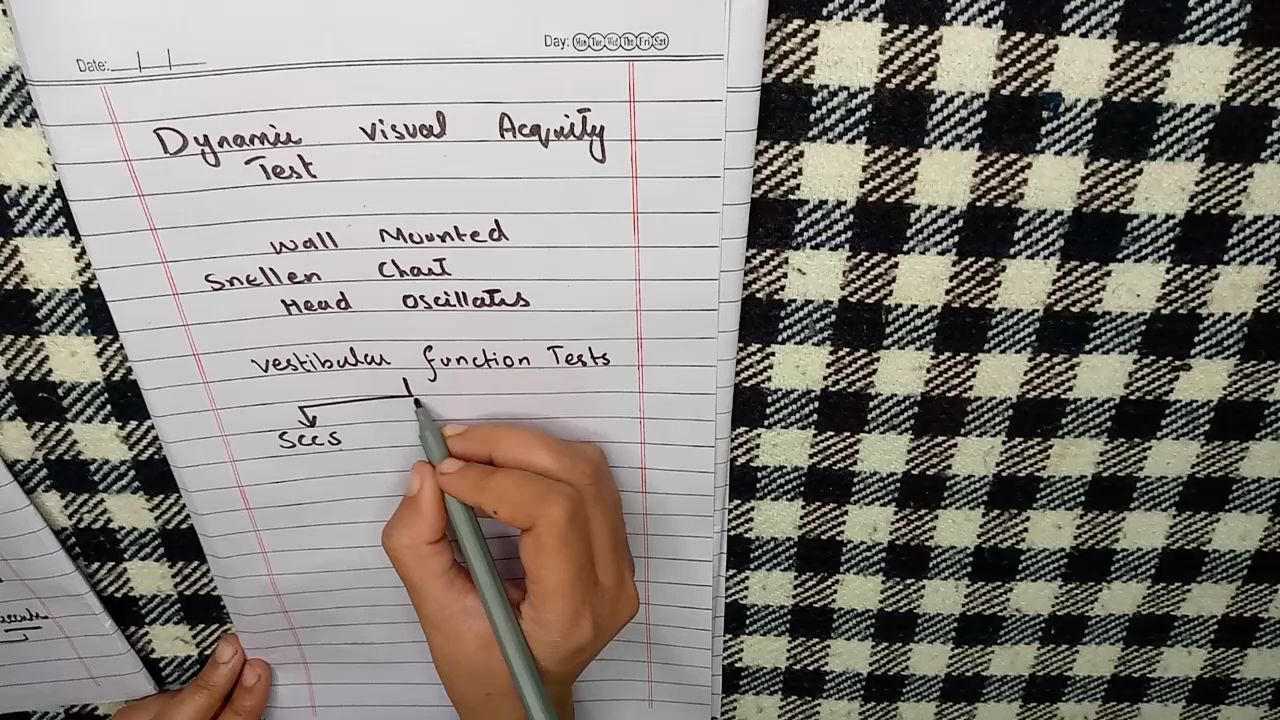 Day: Mon Tue Wed Thu Fri Sat
Date:
Dynamic visual Acquity
Test
Wall Mounted
Snellen Chart
Head Oscillates
Vestibular function Tests
SCCS